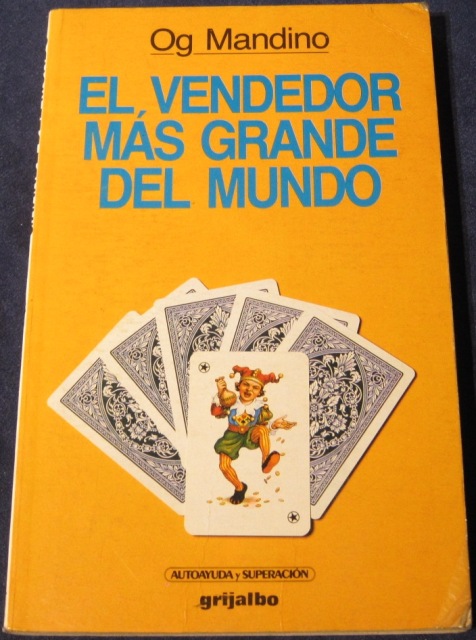 Og Mandino
EL VENDEDOR
MÁS GRANDE
DEL MUNDO
AUTOAYUDA y SUPERACIÓN
grijalbo